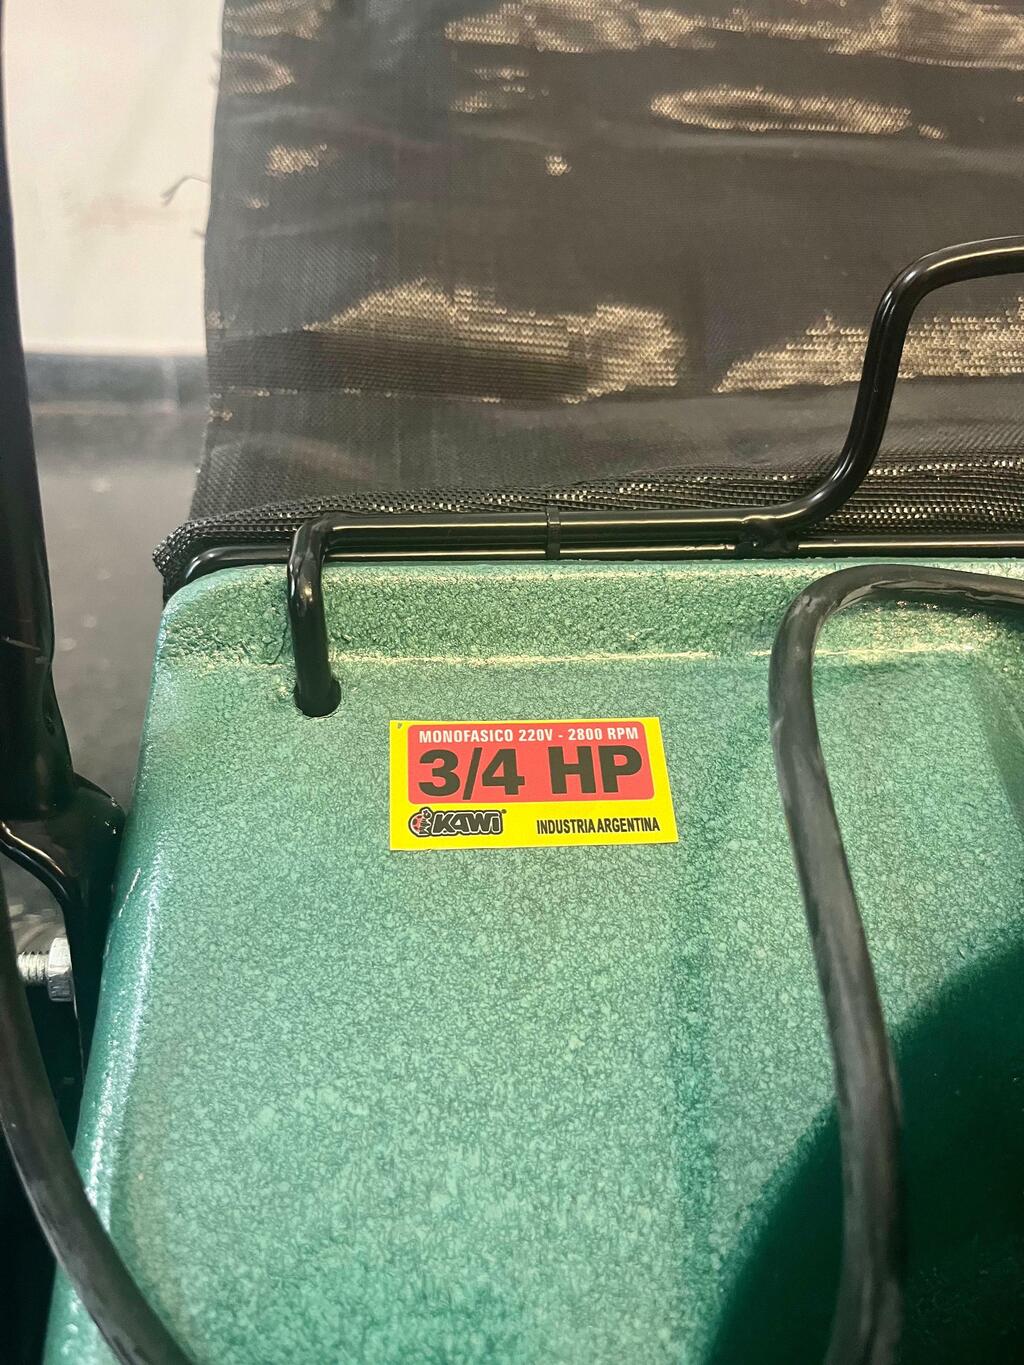 MONOFASICO 220V - 2800 RPM
3/4 HP
KAWI®
INDUSTRIA ARGENTINA